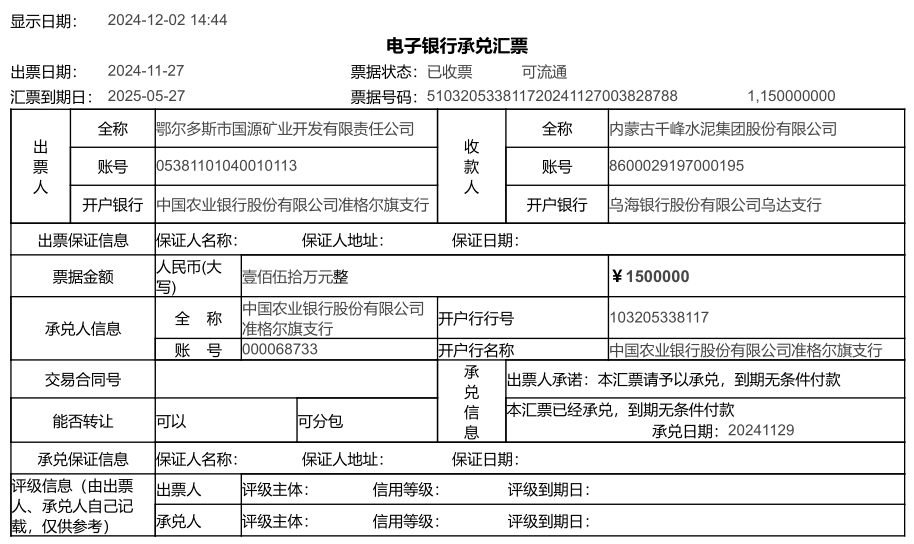 显示日期： 2024-12-02 14:44
电子银行承兑汇票
出票日期： 2024-11-27 票据状态：已收票 可流通
汇票到期日： 2025-05-27 票据号码：510320533811720241127003828788 1,150000000
出票人 全称 鄂尔多斯市国源矿业开发有限责任公司 收款人 全称 内蒙古千峰水泥集团股份有限公司
账号 05381101040010113 账号 8600029197000195
开户银行 中国农业银行股份有限公司准格尔旗支行 开户银行 乌海银行股份有限公司乌达支行
出票保证信息 保证人名称： 保证人地址： 保证日期：
票据金额 人民币(大写) 壹佰伍拾万元整 ￥1500000
承兑人信息 全 称 中国农业银行股份有限公司准格尔旗支行 开户行行号 103205338117
账 号 000068733 开户行名称 中国农业银行股份有限公司准格尔旗支行
交易合同号 承兑信息 出票人承诺：本汇票请予以承兑，到期无条件付款
能否转让 可以 可分包 本汇票已经承兑，到期无条件付款
承兑日期：20241129
承兑保证信息 保证人名称： 保证人地址： 保证日期：
评级信息（由出票人、承兑人自己记载，仅供参考） 出票人 评级主体： 信用等级： 评级到期日：
承兑人 评级主体： 信用等级： 评级到期日：